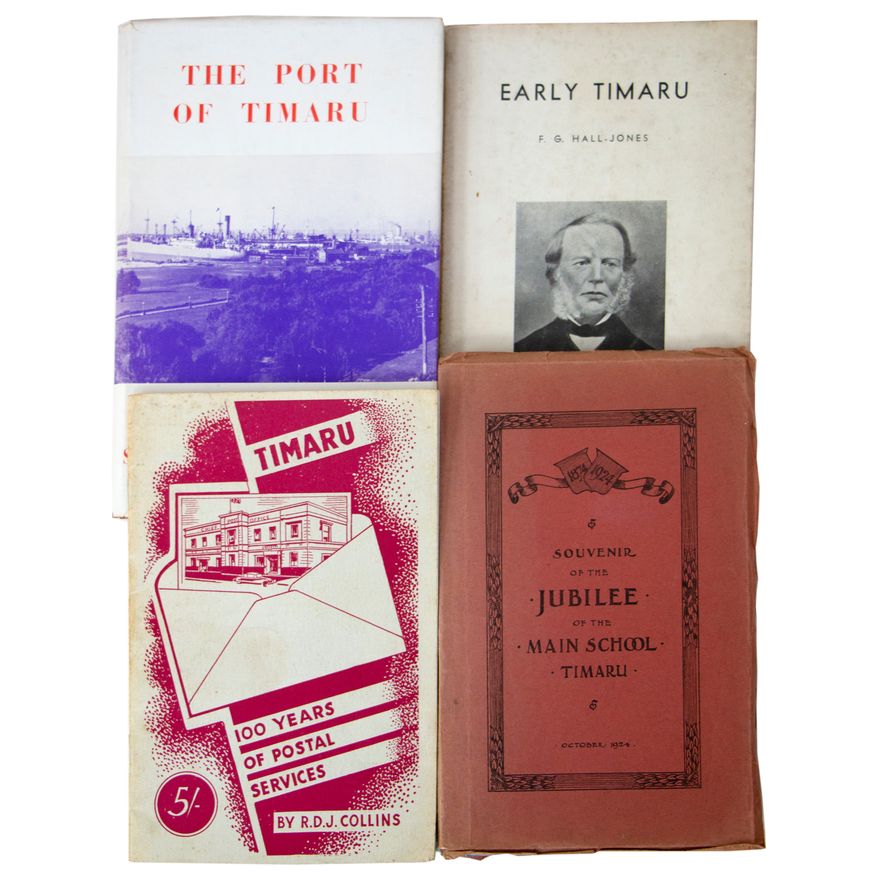 THE PORT
OF TIMARU
EARLY TIMARU
F. G. HALL-JONES
TIMARU
100 YEARS
OF POSTAL
SERVICES
5/-
BY R.D.J. COLLINS
1874 1924
SOUVENIR
OF THE
· JUBILEE ·
OF THE
· MAIN SCHOOL ·
· TIMARU ·
OCTOBER, 1924.